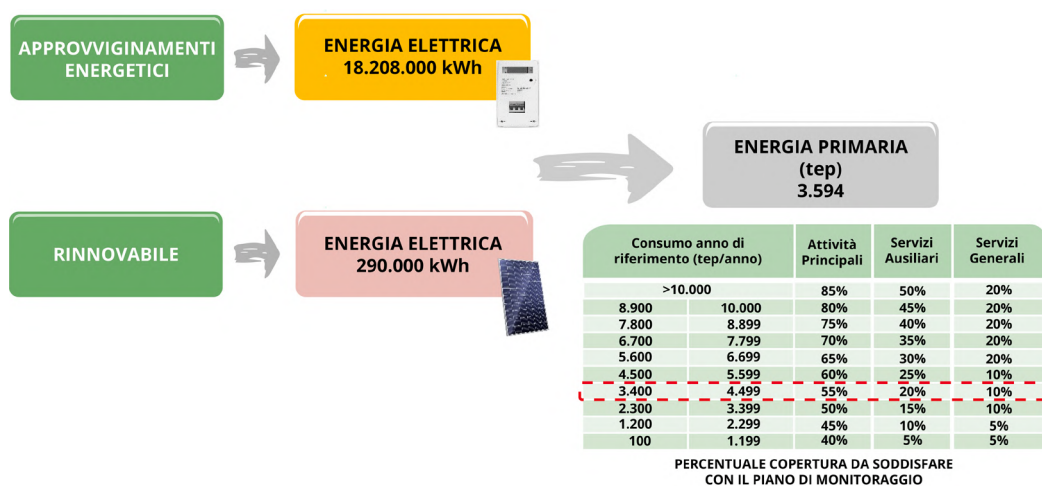 APPROVVIGINAMENTI
ENERGETICI
ENERGIA ELETTRICA
18.208.000 kWh
ENERGIA PRIMARIA
(tep)
3.594
RINNOVABILE
ENERGIA ELETTRICA
290.000 kWh
Consumo anno di
riferimento (tep/anno)
Attività
Principali
Servizi
Ausiliari
Servizi
Generali
>10.000 85% 50% 20%
8.900 10.000 80% 45% 20%
7.800 8.899 75% 40% 20%
6.700 7.799 70% 35% 20%
5.600 6.699 65% 30% 20%
4.500 5.599 60% 25% 10%
3.400 4.499 55% 20% 10%
2.300 3.399 50% 15% 10%
1.200 2.299 45% 10% 5%
100 1.199 40% 5% 5%
PERCENTUALE COPERTURA DA SODDISFARE
CON IL PIANO DI MONITORAGGIO